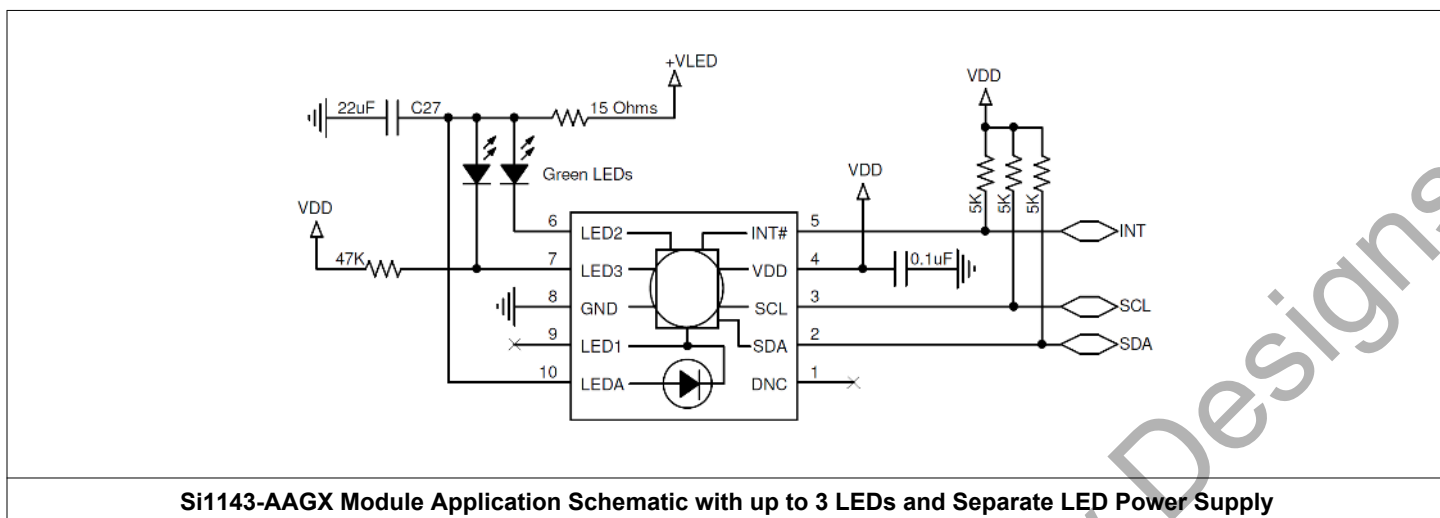 +VLED
22uF
C27
15 Ohms
VDD
Green LEDs
VDD
VDD
5K
5K
5K
47K
6
LED2
7
LED3
8
GND
9
LED1
10
LEDA
INT#
5
VDD
4
SCL
3
SDA
2
DNC
1
0.1uF
INT
SCL
SDA
Designs
Si1143-AAGX Module Application Schematic with up to 3 LEDs and Separate LED Power Supply